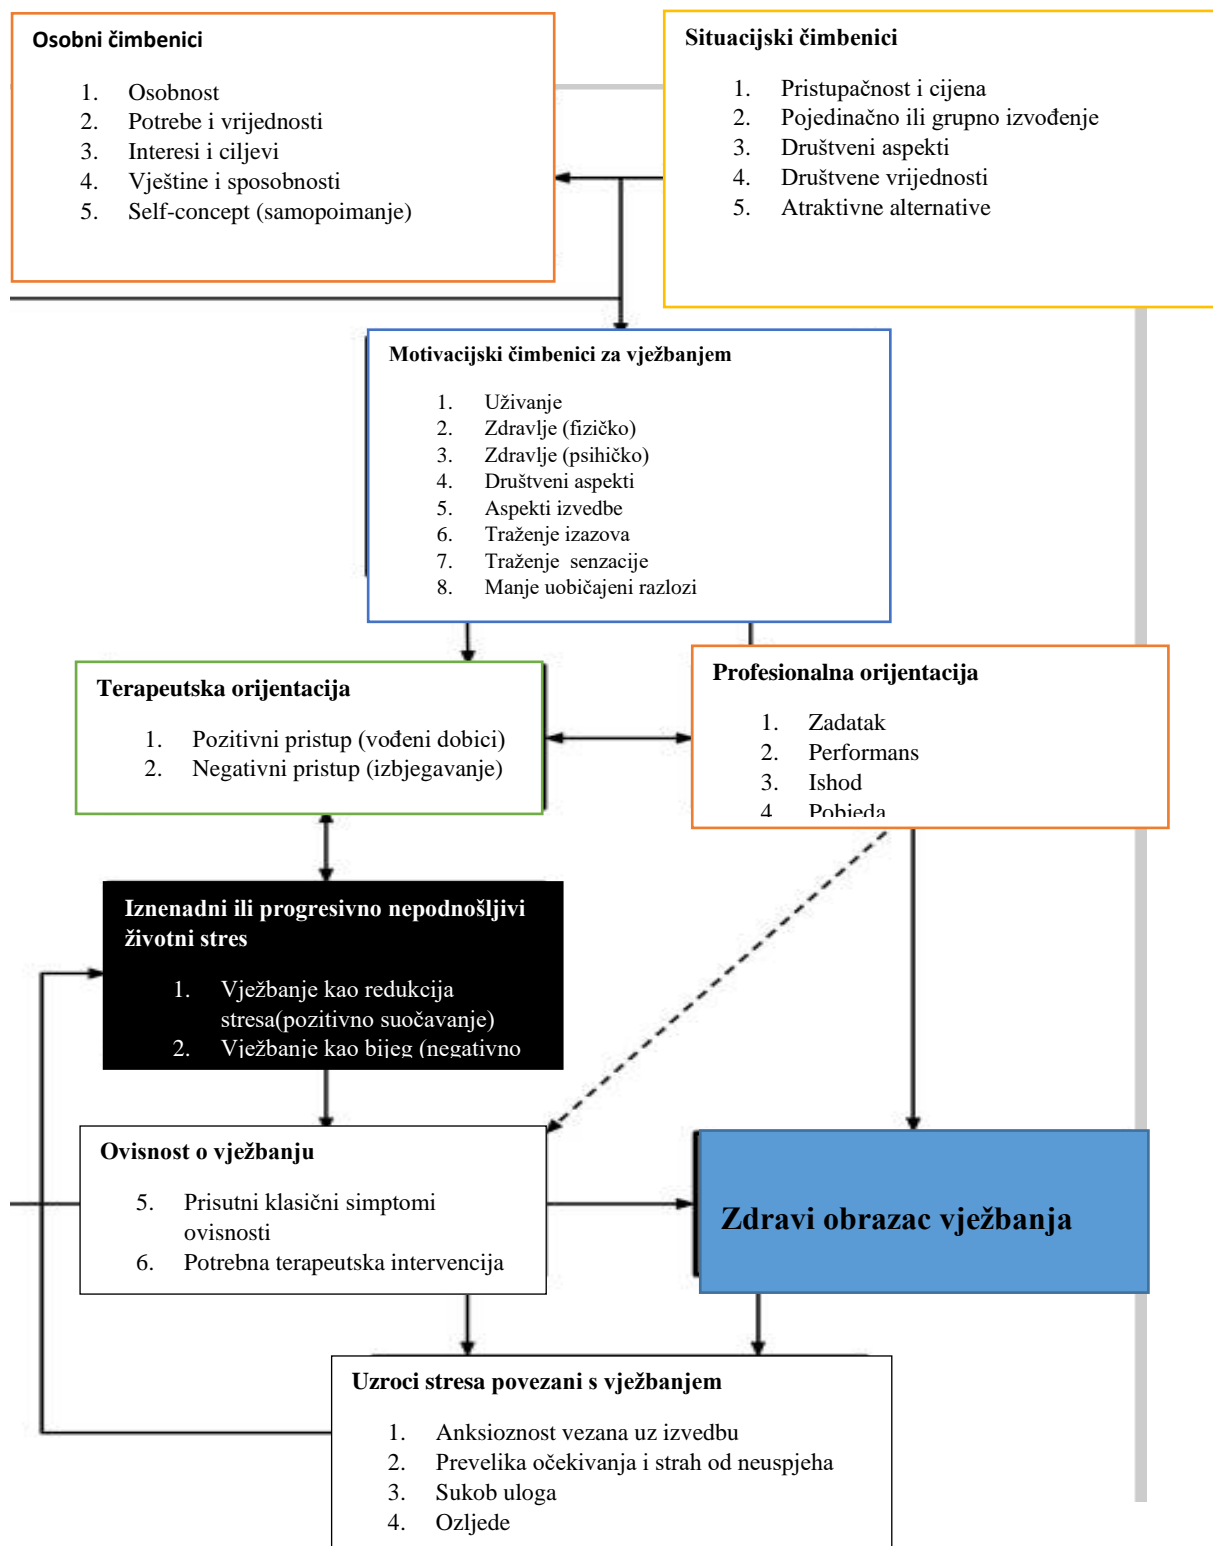 Osobni čimbenici
1. Osobnost
2. Potrebe i vrijednosti
3. Interesi i ciljevi
4. Vještine i sposobnosti
5. Self-concept (samopoimanje)
Situacijski čimbenici
1. Pristupačnost i cijena
2. Pojedinačno ili grupno izvođenje
3. Društveni aspekti
4. Društvene vrijednosti
5. Atraktivne alternative
Motivacijski čimbenici za vježbanjem
1. Uživanje
2. Zdravlje (fizičko)
3. Zdravlje (psihičko)
4. Društveni aspekti
5. Aspekti izvedbe
6. Traženje izazova
7. Traženje senzacije
8. Manje uobičajeni razlozi
Terapeutska orijentacija
1. Pozitivni pristup (vođeni dobici)
2. Negativni pristup (izbjegavanje)
Profesionalna orijentacija
1. Zadatak
2. Performans
3. Ishod
4. Pobjeda
Iznenadni ili progresivno nepodnošljivi
životni stres
1. Vježbanje kao redukcija
stresa(pozitivno suočavanje)
2. Vježbanje kao bijeg (negativno
Ovisnost o vježbanju
5. Prisutni klasični simptomi
ovisnosti
6. Potrebna terapeutska intervencija
Zdravi obrazac vježbanja
Uzroci stresa povezani s vježbanjem
1. Anksioznost vezana uz izvedbu
2. Prevelika očekivanja i strah od neuspjeha
3. Sukob uloga
4. Ozljede